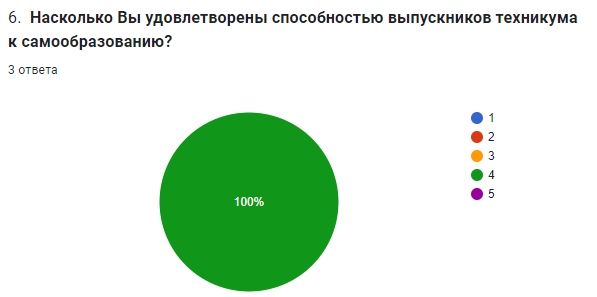 6. Насколько Вы удовлетворены способностью выпускников техникума
к самообразованию?
3 ответа
100%
1
2
3
4
5